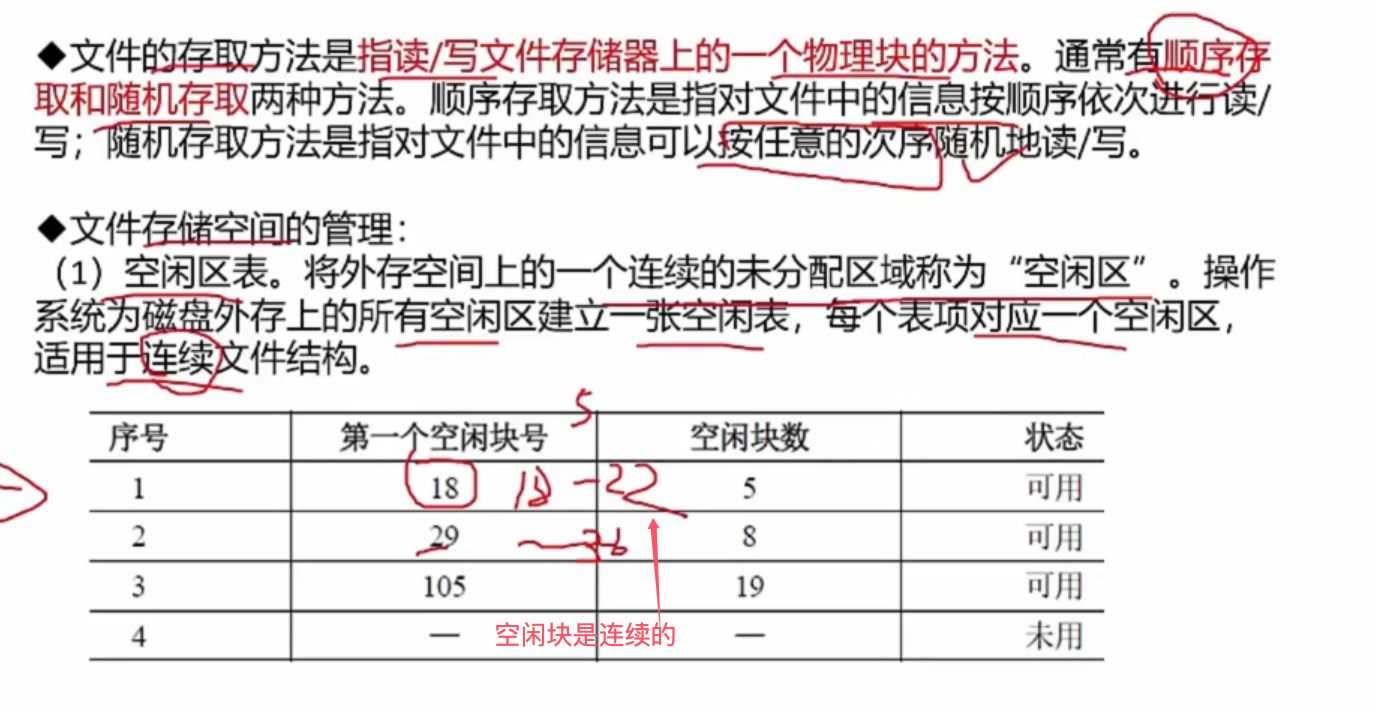 ◆文件的存取方法是指读/写文件存储器上的一个物理块的方法。通常有顺序存
取和随机存取两种方法。顺序存取方法是指对文件中的信息按顺序依次进行读/
写；随机存取方法是指对文件中的信息可以按任意的次序随机地读/写。
◆文件存储空间的管理：
（1）空闲区表。将外存空间上的一个连续的未分配区域称为“空闲区”。操作
系统为磁盘外存上的所有空闲区建立一张空闲表，每个表项对应一个空闲区，
适用于连续文件结构。
5
序号 第一个空闲块号 空闲块数 状态
1 18 18-22 5 可用
2 29 ~36 8 可用
3 105 19 可用
4 — 空闲块是连续的 — 未用